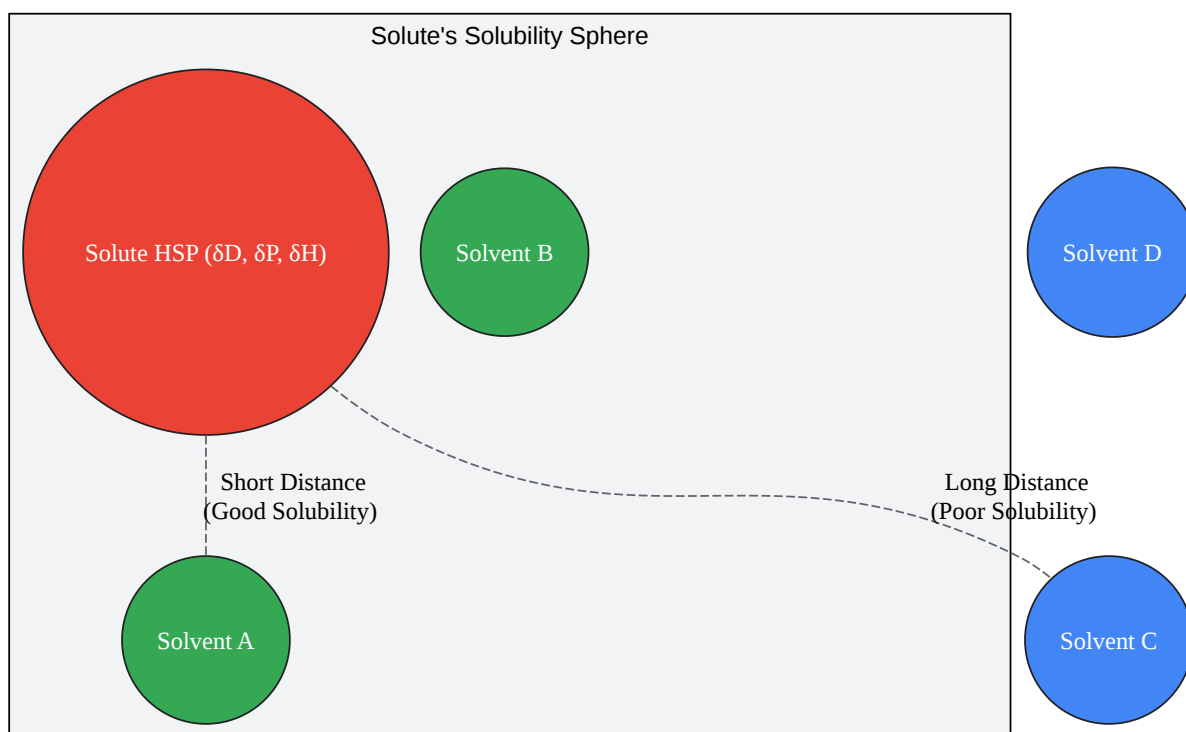 Solute's Solubility Sphere
Solute HSP (δD, δP, δH)
Solvent B
Solvent D
Short Distance
(Good Solubility)
Long Distance
(Poor Solubility)
Solvent A
Solvent C